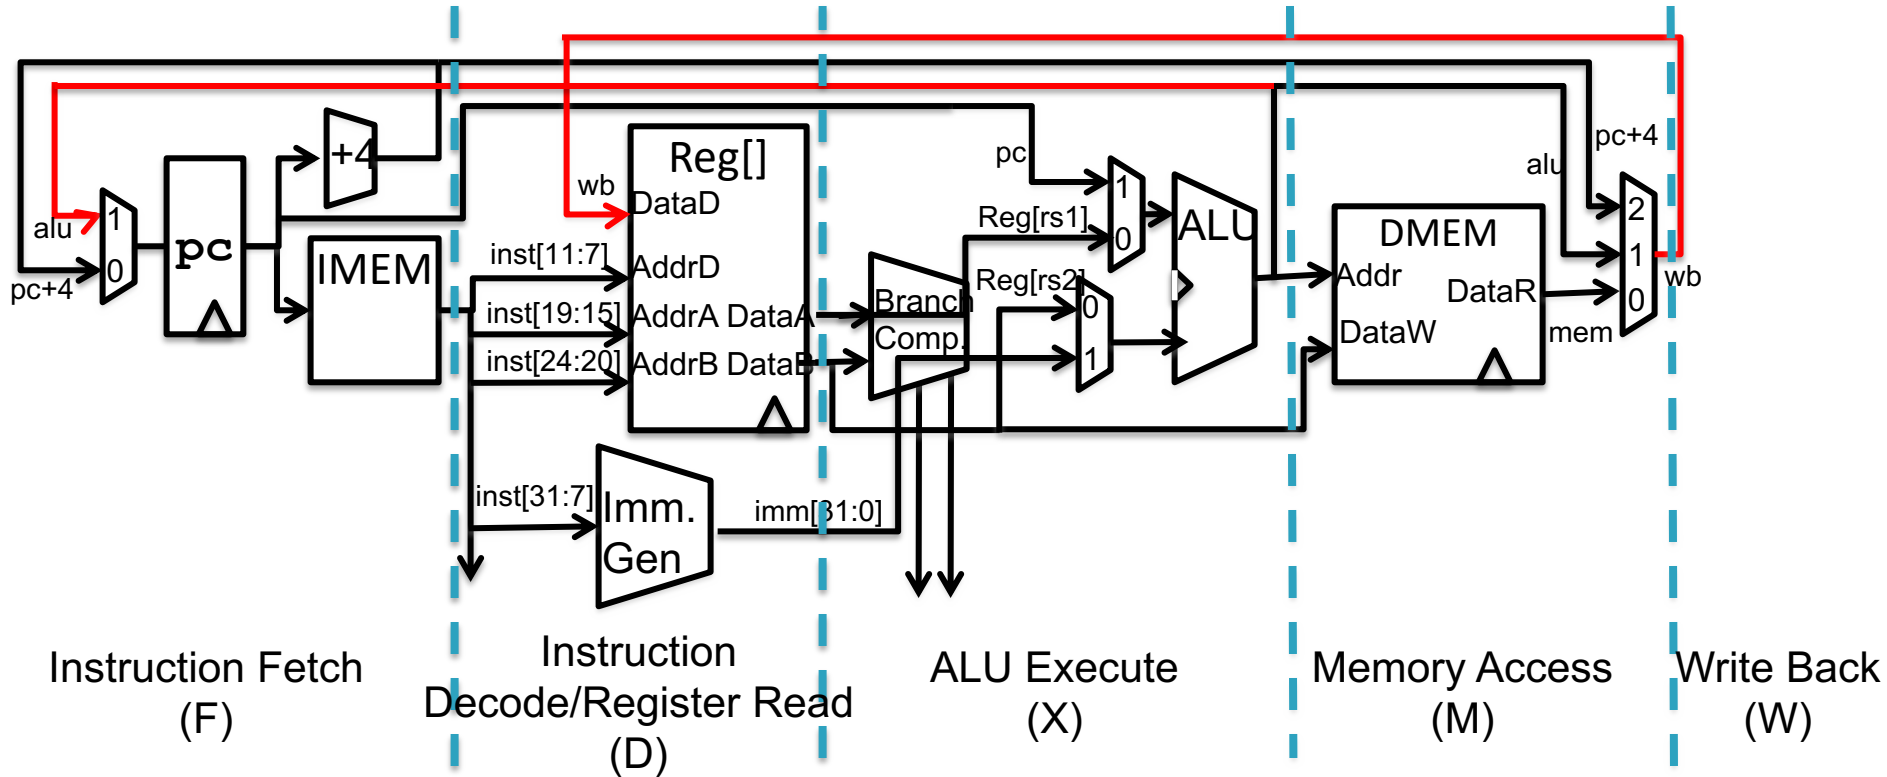 pc+4
+4
Reg[]
pc
alu
wb
DataD
1
Reg[rs1]
ALU
2
alu
1
0
pc
IMEM
inst[11:7]
AddrD
0
DMEM
1
wb
pc+4
Reg[rs2]
Addr
DataR
0
inst[19:15]
AddrA DataA
Branch
Comp.
0
mem
DataW
inst[24:20]
AddrB DataB
1
inst[31:7]
Imm.
Gen
imm[31:0]
Instruction Fetch
(F)
Instruction
Decode/Register Read
(D)
ALU Execute
(X)
Memory Access
(M)
Write Back
(W)